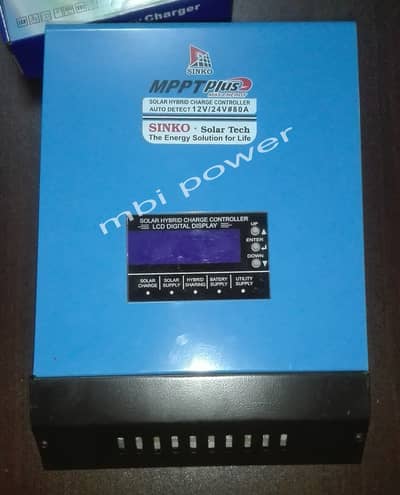 Charger
SINKO
MPPT Plus
SOLAR HYBRID CHARGE CONTROLLER
AUTO DETECT 12V/24V#80A
SINKO - Solar Tech
The Energy Solution for Life
mbi power
SOLAR HYBRID CHARGE CONTROLLER
LCD DIGITAL DISPLAY
UP
ENTER
DOWN
SOLAR CHARGE
SOLAR SUPPLY
HYBRID SHARING
BATERY SUPPLY
UTILITY SUPPLY